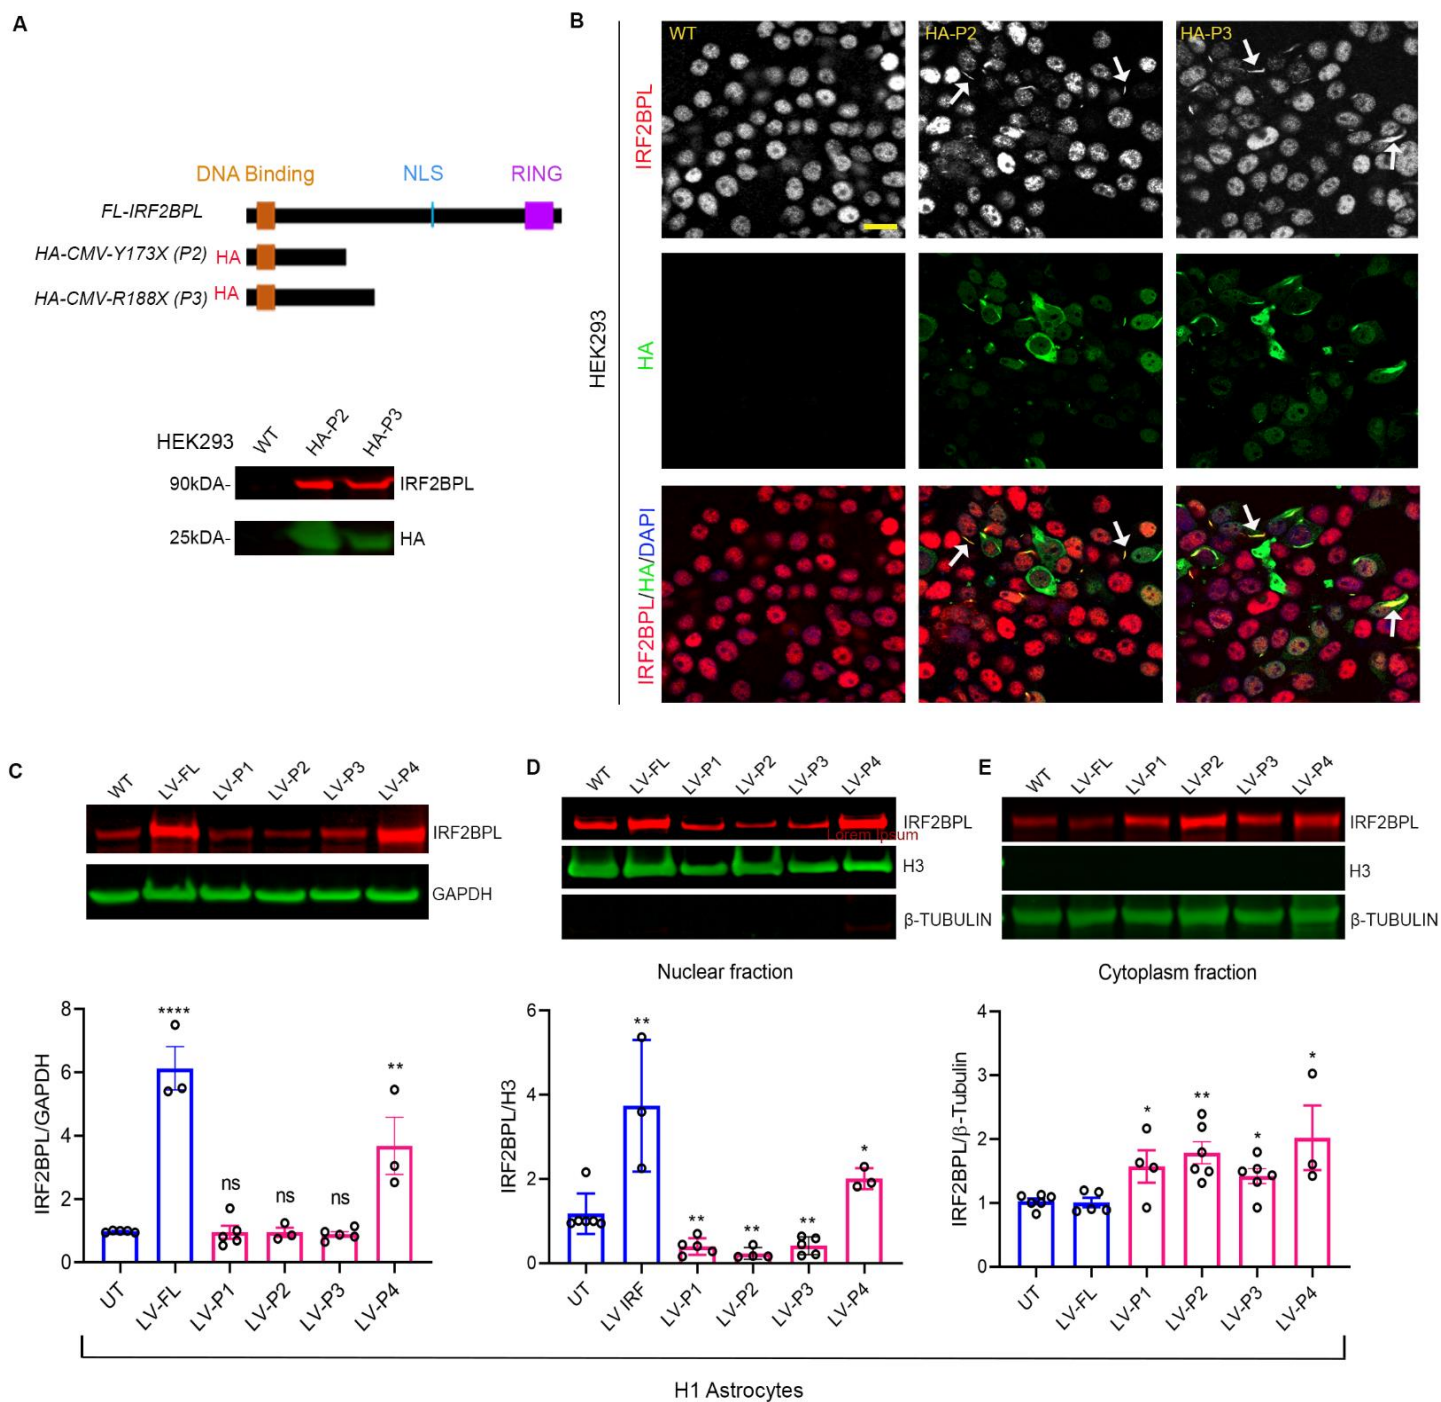 A
DNA Binding NLS RING
FL-IRF2BPL
HA-CMV-Y173X (P2) HA
HA-CMV-R188X (P3) HA
HEK293 WT HA-P2 HA-P3
90kDA- IRF2BPL
25kDA- HA
B
WT HA-P2 HA-P3
IRF2BPL
HA
IRF2BPL/HA/DAPI
HEK293
C
WT LV-FL LV-P1 LV-P2 LV-P3 LV-P4
IRF2BPL
GAPDH
8
6
4
2
0
IRF2BPL/GAPDH
**** ns ns ns **
UT LV-FL LV-P1 LV-P2 LV-P3 LV-P4
D
WT LV-FL LV-P1 LV-P2 LV-P3 LV-P4
IRF2BPL
Lorem Ipsum
H3
β-TUBULIN
Nuclear fraction
6
4
2
0
IRF2BPL/H3
** ** ** ** *
UT LV IRF LV-P1 LV-P2 LV-P3 LV-P4
E
WT LV-FL LV-P1 LV-P2 LV-P3 LV-P4
IRF2BPL
H3
β-TUBULIN
Cytoplasm fraction
4
3
2
1
0
IRF2BPL/β-Tubulin
* ** * *
UT LV-FL LV-P1 LV-P2 LV-P3 LV-P4
H1 Astrocytes